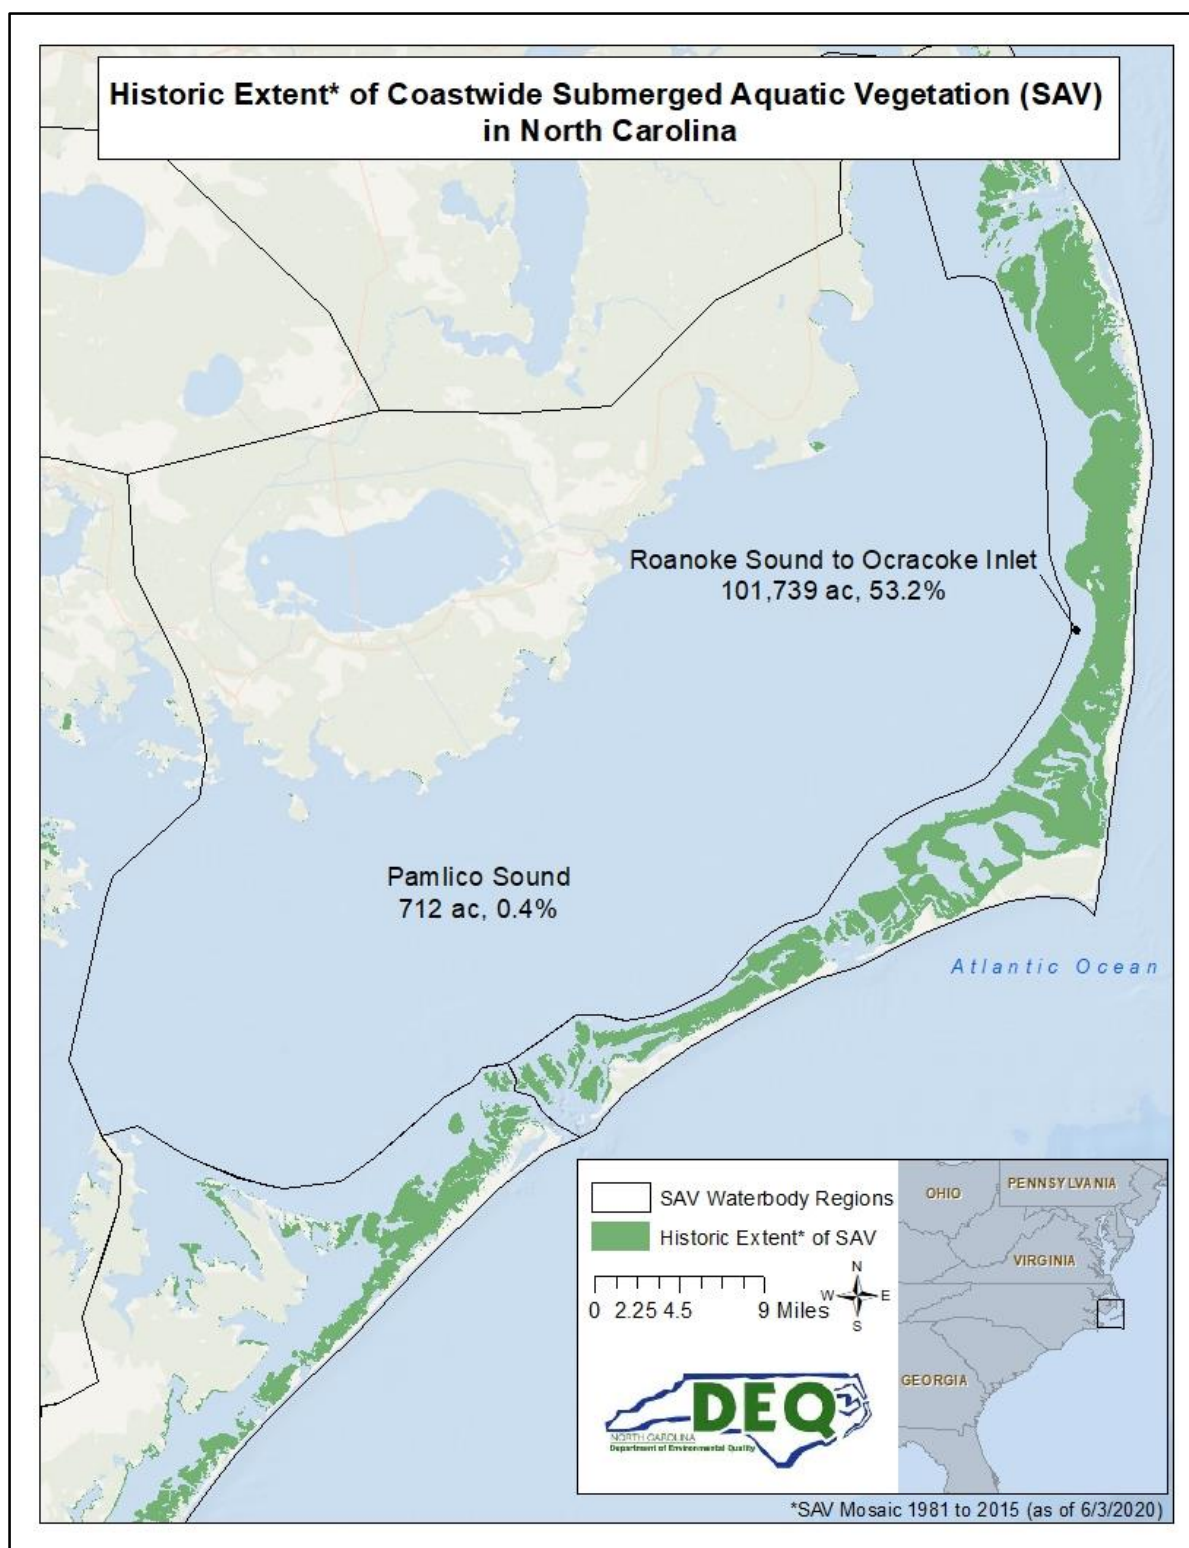 Historic Extent* of Coastwide Submerged Aquatic Vegetation (SAV)
in North Carolina
Roanoke Sound to Ocracoke Inlet
101,739 ac, 53.2%
Pamlico Sound
712 ac, 0.4%
Atlantic Ocean
SAV Waterbody Regions
Historic Extent* of SAV
0 2.25 4.5 9 Miles
N
W E
S
DEQ
NORTH CAROLINA
Department of Environmental Quality
OHIO
PENNSYLVANIA
VIRGINIA
GEORGIA
*SAV Mosaic 1981 to 2015 (as of 6/3/2020)